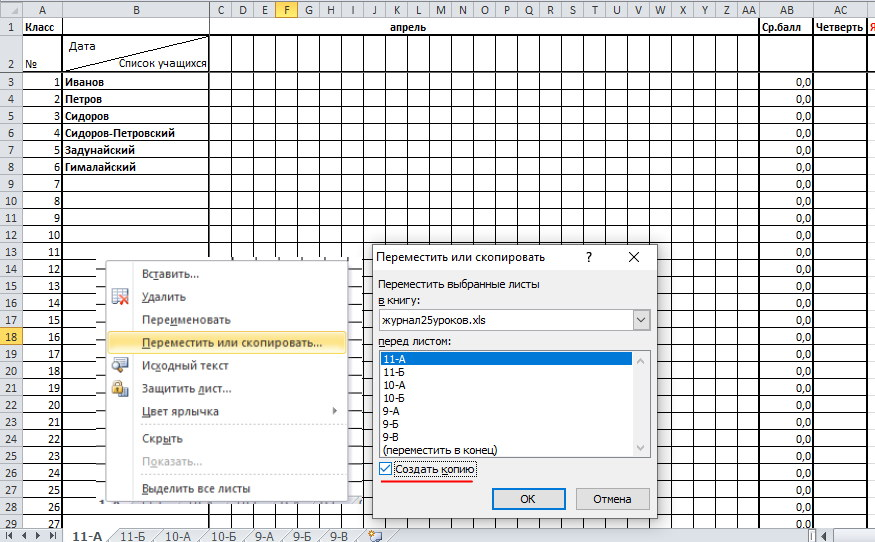 A B C D E F G H I J K L M N O P Q R S T U V W X Y Z AA AB AC
1 Класс апрель Ср.балл Четверть Я
Дата
2 № Список учащихся
3 1 Иванов 0,0
4 2 Петров 0,0
5 3 Сидоров 0,0
6 4 Сидоров-Петровский 0,0
7 5 Задунайский 0,0
8 6 Гималайский 0,0
9 7 0,0
10 8 0,0
11 9 0,0
12 10 0,0
13 11 0,0
14 12 0,0
15 13 0,0
16 14 0,0
17 15 0,0
18 16 0,0
19 17 0,0
20 18 0,0
21 19 0,0
22 20 0,0
23 21 0,0
24 22 0,0
25 23 0,0
26 24 0,0
27 25 0,0
28 26 0,0
29 27 0,0
Вставить...
Удалить
Переименовать
Переместить или скопировать...
Исходный текст
Защитить лист...
Цвет ярлычка
Скрыть
Показать...
Выделить все листы
Переместить или скопировать ?
Переместить выбранные листы
в книгу:
журнал25уроков.xls
перед листом:
11-А
11-Б
10-А
10-Б
9-А
9-Б
9-В
(переместить в конец)
Создать копию
ОК Отмена
11-А 11-Б 10-А 10-Б 9-А 9-Б 9-В